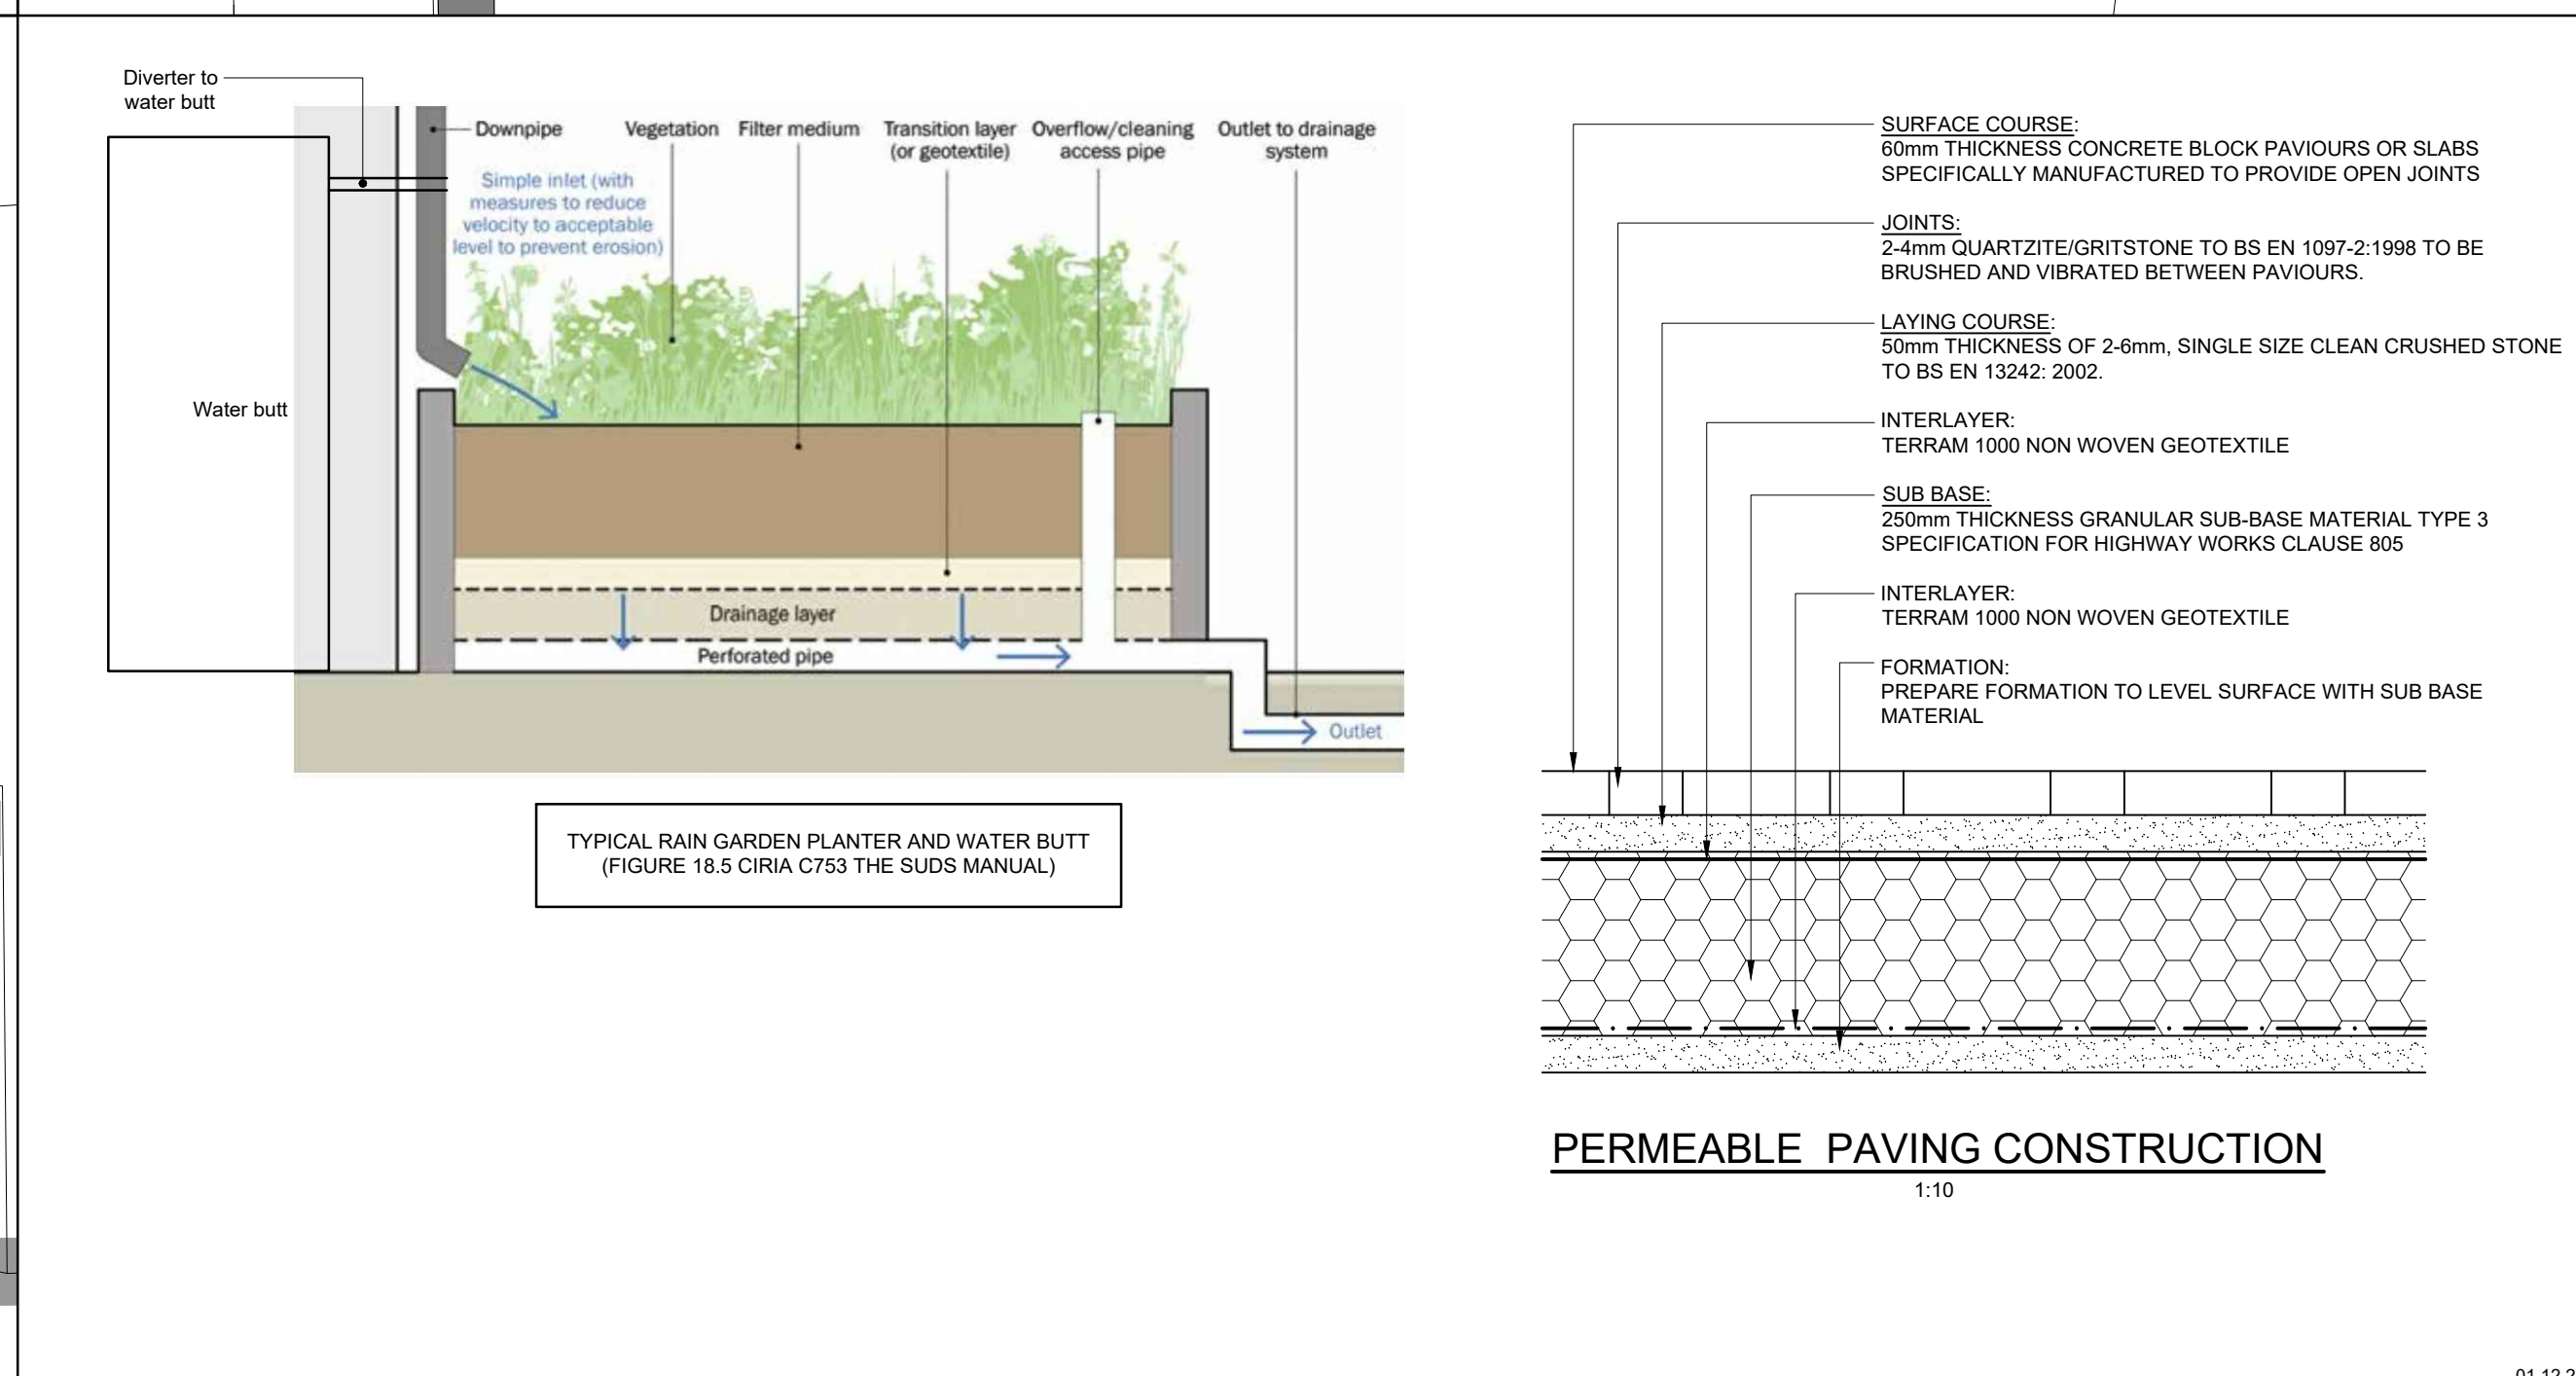 Diverter to
water butt
Water butt
Downpipe
Vegetation
Filter medium
Transition layer
(or geotextile)
Overflow/cleaning
access pipe
Outlet to drainage
system
Simple inlet (with
measures to reduce
velocity to acceptable
level to prevent erosion)
Drainage layer
Perforated pipe
Outlet
TYPICAL RAIN GARDEN PLANTER AND WATER BUTT
(FIGURE 18.5 CIRIA C753 THE SUDS MANUAL)
SURFACE COURSE:
60mm THICKNESS CONCRETE BLOCK PAVIOURS OR SLABS
SPECIFICALLY MANUFACTURED TO PROVIDE OPEN JOINTS
JOINTS:
2-4mm QUARTZITE/GRITSTONE TO BS EN 1097-2:1998 TO BE
BRUSHED AND VIBRATED BETWEEN PAVIOURS.
LAYING COURSE:
50mm THICKNESS OF 2-6mm, SINGLE SIZE CLEAN CRUSHED STONE
TO BS EN 13242: 2002.
INTERLAYER:
TERRAM 1000 NON WOVEN GEOTEXTILE
SUB BASE:
250mm THICKNESS GRANULAR SUB-BASE MATERIAL TYPE 3
SPECIFICATION FOR HIGHWAY WORKS CLAUSE 805
INTERLAYER:
TERRAM 1000 NON WOVEN GEOTEXTILE
FORMATION:
PREPARE FORMATION TO LEVEL SURFACE WITH SUB BASE
MATERIAL
PERMEABLE PAVING CONSTRUCTION
1:10